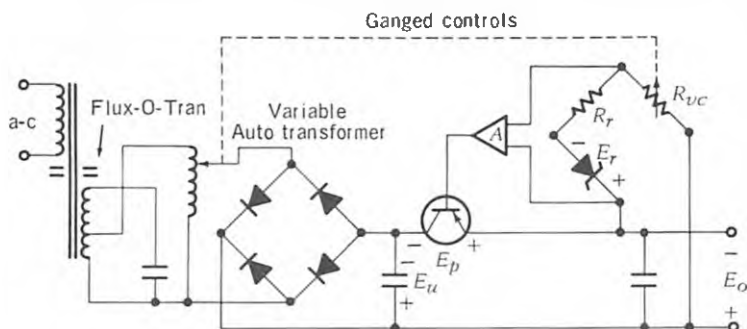 Ganged controls
a-c
Flux-O-Tran
Variable
Auto transformer
A
R_r
R_vc
− E_r +
− E_p +
− E_u +
− E_o +